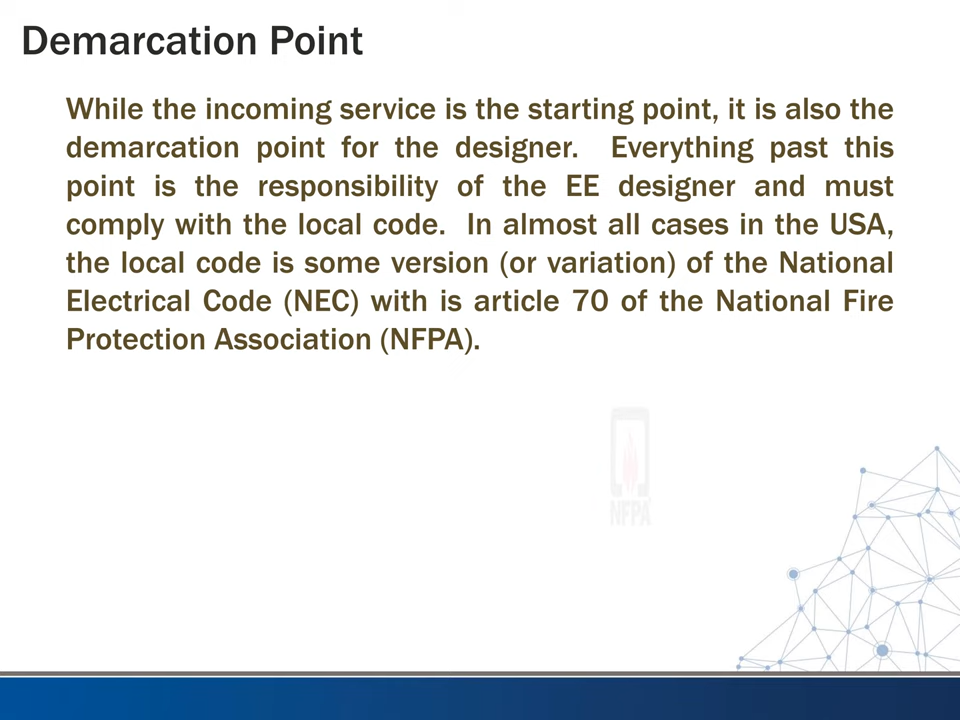 Demarcation Point
While the incoming service is the starting point, it is also the
demarcation point for the designer. Everything past this
point is the responsibility of the EE designer and must
comply with the local code. In almost all cases in the USA,
the local code is some version (or variation) of the National
Electrical Code (NEC) with is article 70 of the National Fire
Protection Association (NFPA).
NFPA